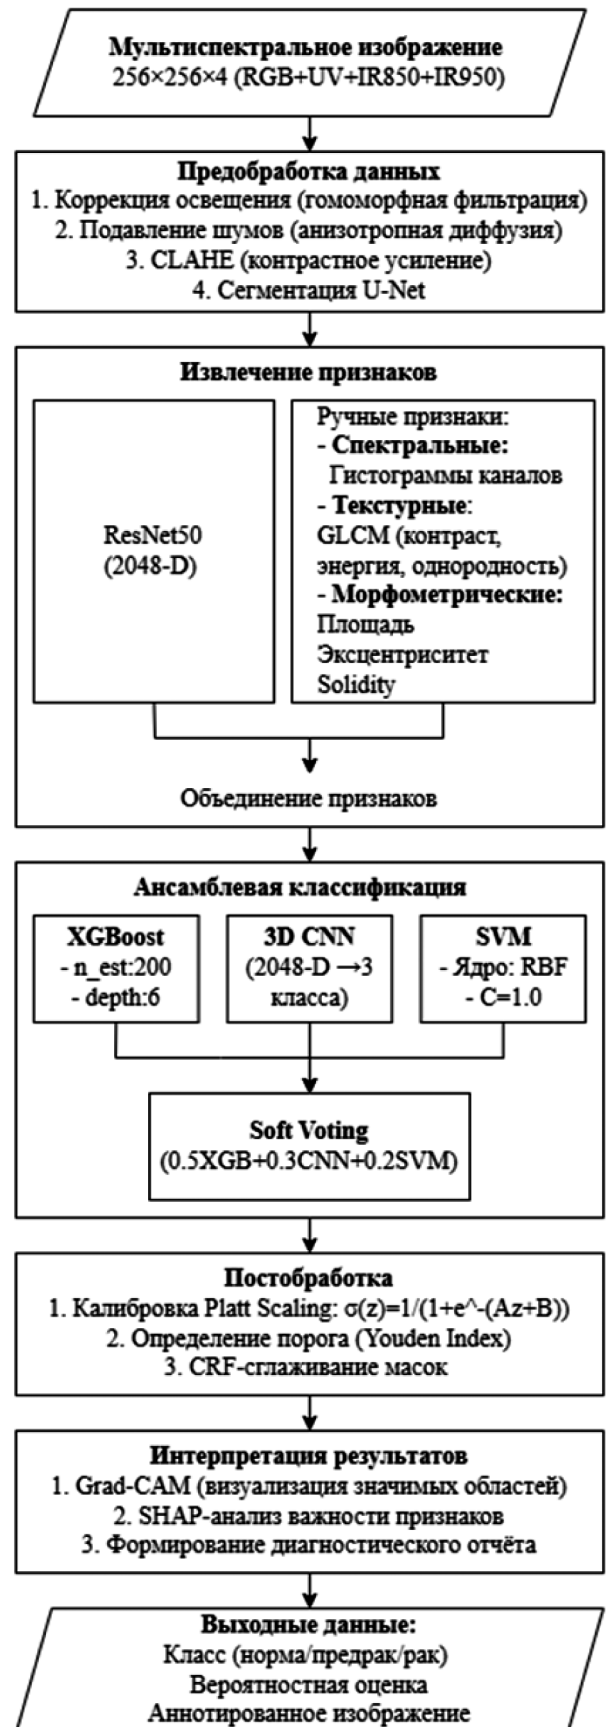 Мультиспектральное изображение
256×256×4 (RGB+UV+IR850+IR950)
Предобработка данных
1. Коррекция освещения (гомоморфная фильтрация)
2. Подавление шумов (анизотропная диффузия)
3. CLAHE (контрастное усиление)
4. Сегментация U-Net
Извлечение признаков
ResNet50
(2048-D)
Ручные признаки:
- Спектральные:
Гистограммы каналов
- Текстурные:
GLCM (контраст,
энергия, однородность)
- Морфометрические:
Площадь
Эксцентриситет
Solidity
Объединение признаков
Ансамблевая классификация
XGBoost
- n_est:200
- depth:6
3D CNN
(2048-D →3
класса)
SVM
- Ядро: RBF
- C=1.0
Soft Voting
(0.5XGB+0.3CNN+0.2SVM)
Постобработка
1. Калибровка Platt Scaling: σ(z)=1/(1+e^-(Az+B))
2. Определение порога (Youden Index)
3. CRF-сглаживание масок
Интерпретация результатов
1. Grad-CAM (визуализация значимых областей)
2. SHAP-анализ важности признаков
3. Формирование диагностического отчёта
Выходные данные:
Класс (норма/предрак/рак)
Вероятностная оценка
Аннотированное изображение